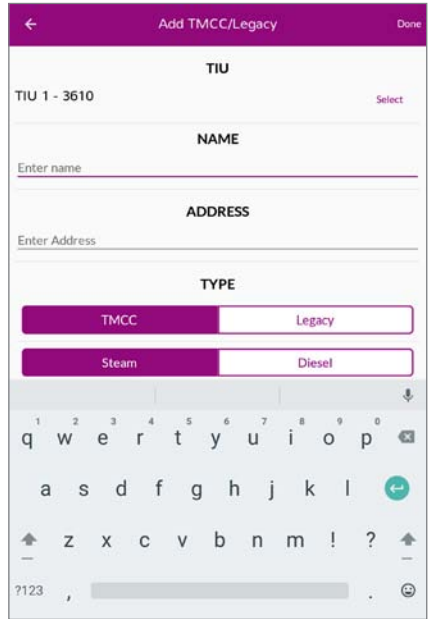 Add TMCC/Legacy Done
TIU
TIU 1 - 3610 Select
NAME
Enter name
ADDRESS
Enter Address
TYPE
TMCC Legacy
Steam Diesel
1 2 3 4 5 6 7 8 9 0
q w e r t y u i o p
a s d f g h j k l
z x c v b n m ! ?
?123 , .